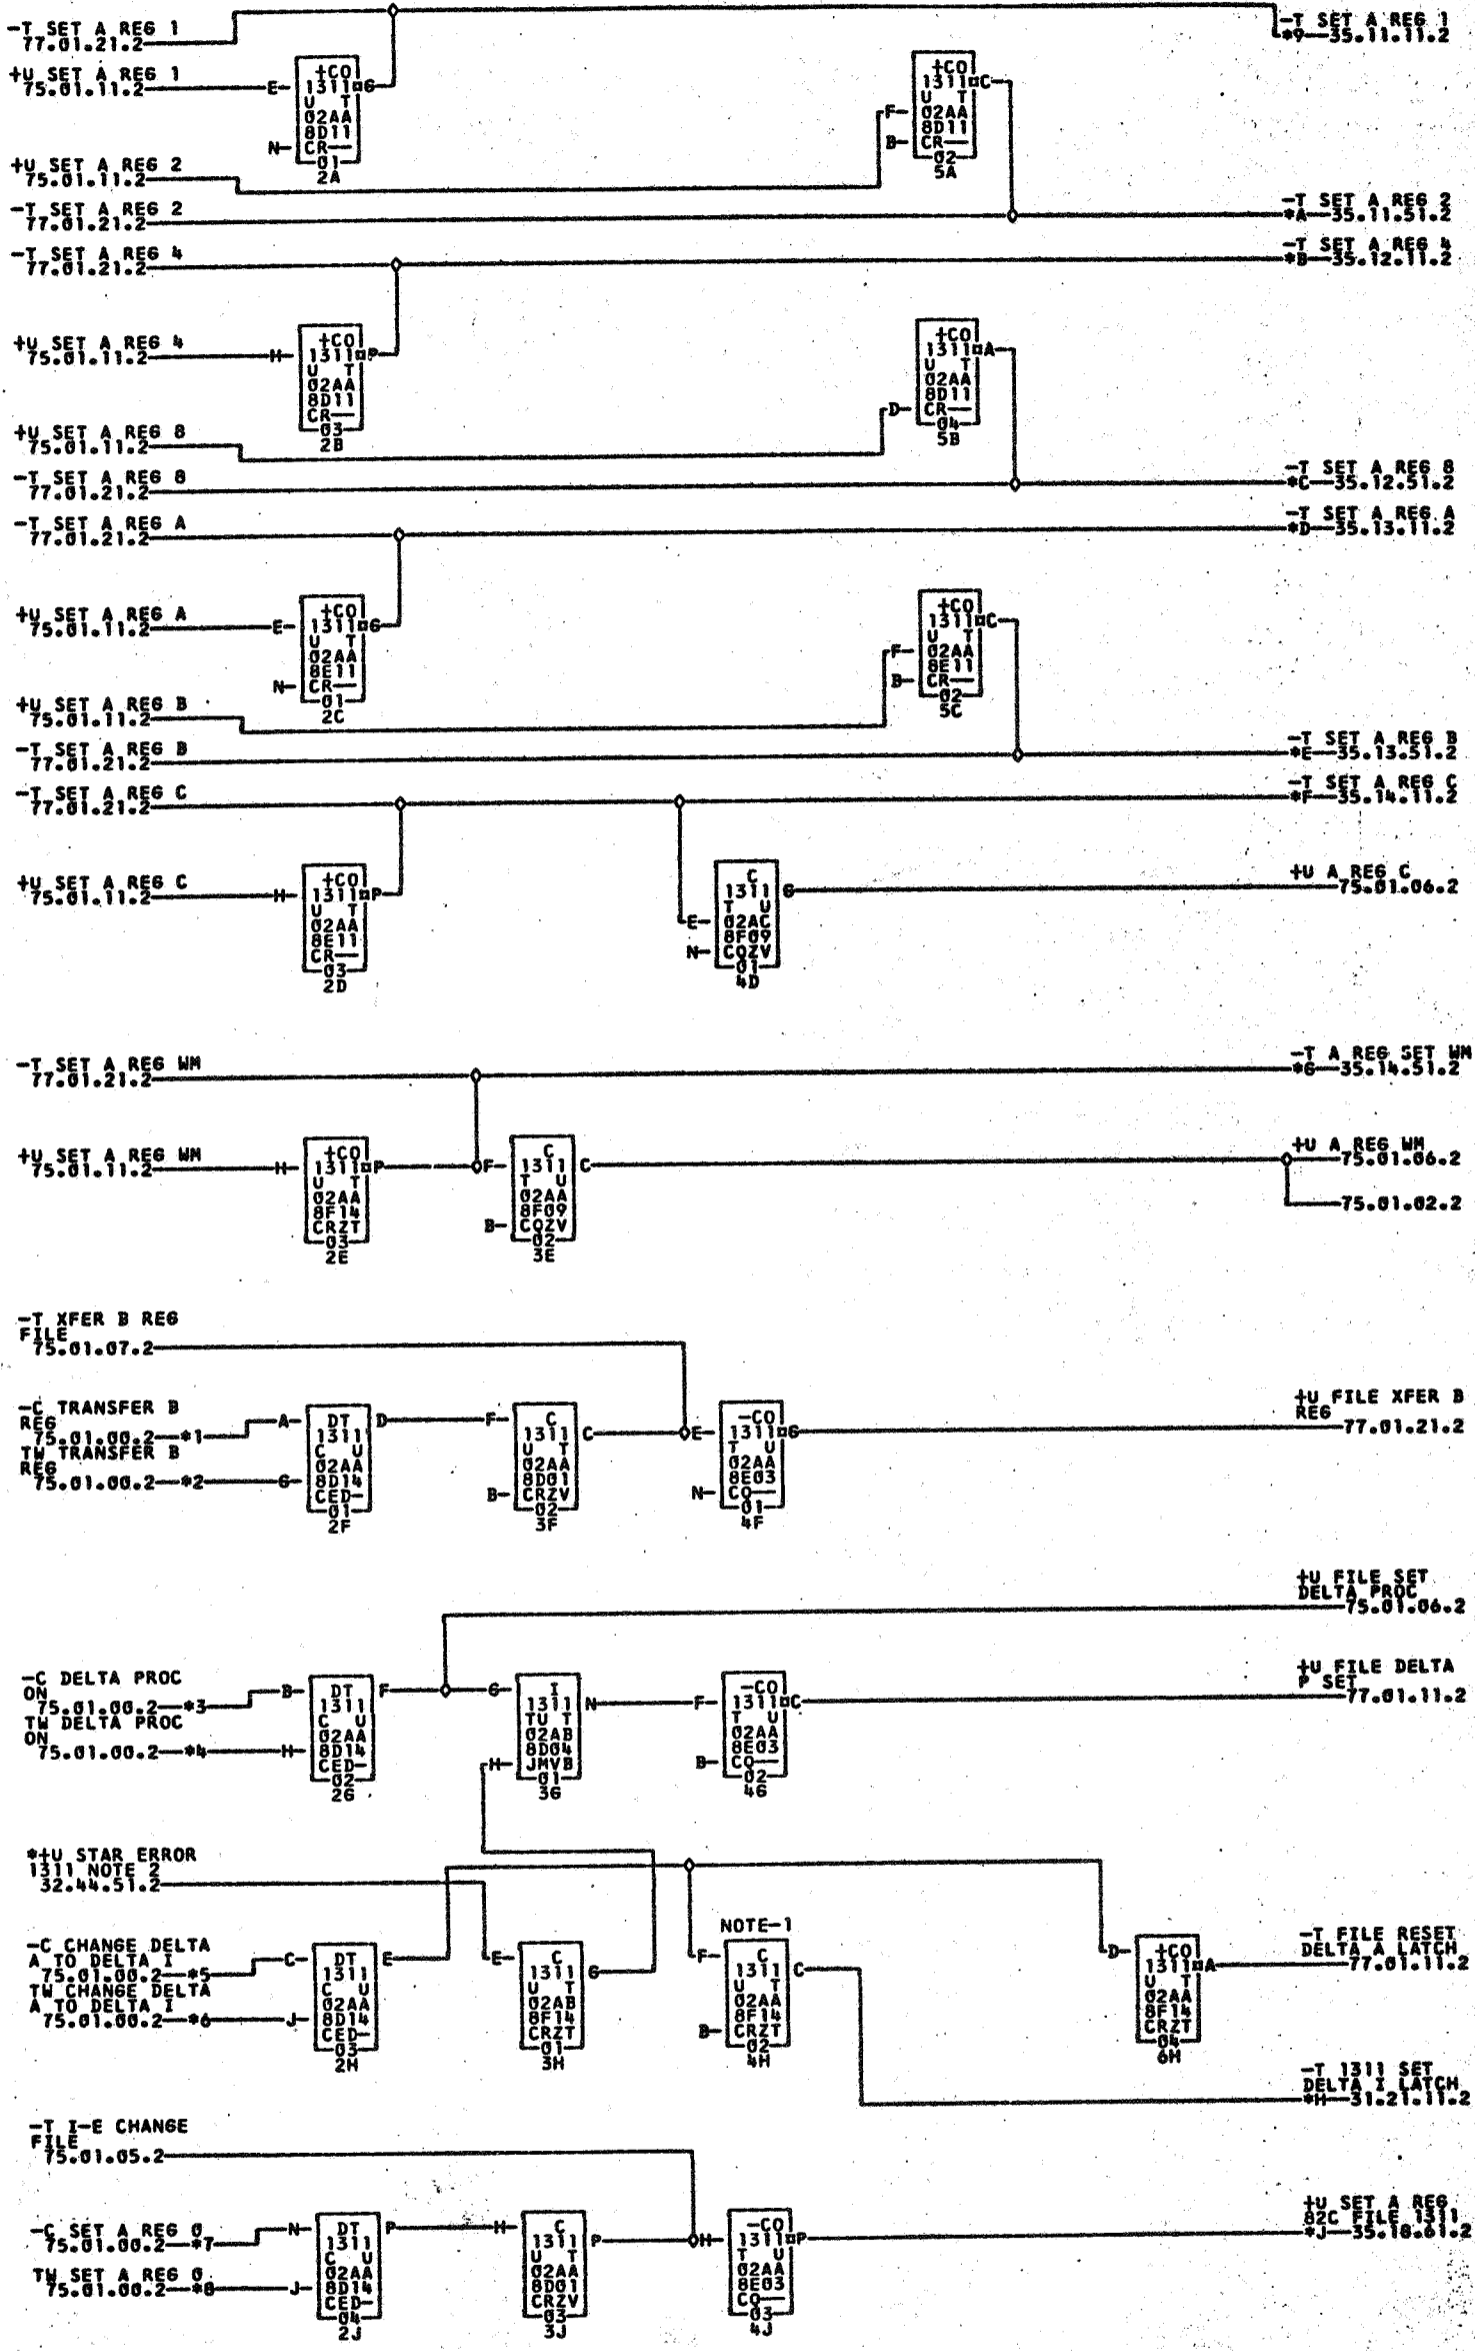 -T SET A REG 1
77.01.21.2
-T SET A REG 1
*9—35.11.11.2
+U SET A REG 1
75.01.11.2
E-
+CO
1311 G
U T
02AA
8D11
N- CR—
01
2A
+CO
1311 C
U T
F- 02AA
8D11
B- CR—
02
5A
+U SET A REG 2
75.01.11.2
-T SET A REG 2
77.01.21.2
-T SET A REG 2
*A—35.11.51.2
-T SET A REG 4
77.01.21.2
-T SET A REG 4
*B—35.12.11.2
+U SET A REG 4
75.01.11.2
+CO
H- 1311 P
U T
02AA
8D11
CR—
03
2B
+CO
1311 A
U T
02AA
8D11
D- CR—
04
5B
+U SET A REG 8
75.01.11.2
-T SET A REG 8
77.01.21.2
-T SET A REG 8
*C—35.12.51.2
-T SET A REG A
77.01.21.2
-T SET A REG A
*D—35.13.11.2
+U SET A REG A
75.01.11.2
+CO
E- 1311 G
U T
02AA
8E11
N- CR—
01
2C
+CO
1311 C
U T
F- 02AA
8E11
B- CR—
02
5C
+U SET A REG B
75.01.11.2
-T SET A REG B
77.01.21.2
-T SET A REG B
*E—35.13.51.2
-T SET A REG C
77.01.21.2
-T SET A REG C
*F—35.14.11.2
+U SET A REG C
75.01.11.2
+CO
H- 1311 P
U T
02AA
8E11
CR—
03
2D
C
1311 G
T U
E- 02AC
8F09
N- CQZV
01
4D
+U A REG C
75.01.06.2
-T SET A REG WM
77.01.21.2
-T A REG SET WM
*G—35.14.51.2
+U SET A REG WM
75.01.11.2
+CO
H- 1311 P
U T
02AA
8F14
CRZT
03
2E
C
F- 1311 C
T U
02AA
8F09
B- CQZV
02
3E
+U A REG WM
75.01.06.2
75.01.02.2
-T XFER B REG
FILE
75.01.07.2
-C TRANSFER B
REG
75.01.00.2—*1
TW TRANSFER B
REG
75.01.00.2—*2
A- DT D
1311
C U
02AA
8D14
G- CED-
01
2F
F- C
1311 C
U T
02AA
8D01
B- CRZV
02
3F
-CO
E- 1311 G
T U
02AA
8E03
N- CQ—
01
4F
+U FILE XFER B
REG
77.01.21.2
+U FILE SET
DELTA PROC
75.01.06.2
-C DELTA PROC
ON
75.01.00.2—*3
TW DELTA PROC
ON
75.01.00.2—*4
B- DT F
1311
C U
02AA
8D14
H- CED-
02
2G
G- I
1311 N
TU T
02AB
8D04
H- JMVB
01
3G
-CO
F- 1311 C
T U
02AA
8E03
B- CQ—
02
4G
+U FILE DELTA
P SET
77.01.11.2
*+U STAR ERROR
1311 NOTE 2
32.44.51.2
-C CHANGE DELTA
A TO DELTA I
75.01.00.2—*5
TW CHANGE DELTA
A TO DELTA I
75.01.00.2—*6
C- DT E
1311
C U
02AA
8D14
J- CED-
03
2H
E- C
1311 G
U T
02AB
8F14
CRZT
01
3H
NOTE-1
F- C
1311 C
U T
02AA
8F14
B- CRZT
02
4H
D- +CO
1311 A
U T
02AA
8F14
CRZT
04
6H
-T FILE RESET
DELTA A LATCH
77.01.11.2
-T 1311 SET
DELTA I LATCH
*H—31.21.11.2
-T I-E CHANGE
FILE
75.01.05.2
-C SET A REG 0
75.01.00.2—*7
TW SET A REG 0
75.01.00.2—*8
N- DT P
1311
C U
02AA
8D14
J- CED-
04
2J
H- C
1311 P
U T
02AA
8D01
CRZV
03
3J
-CO
H- 1311 P
T U
02AA
8E03
CQ—
03
4J
+U SET A REG
82C FILE 1311
*J—35.18.61.2